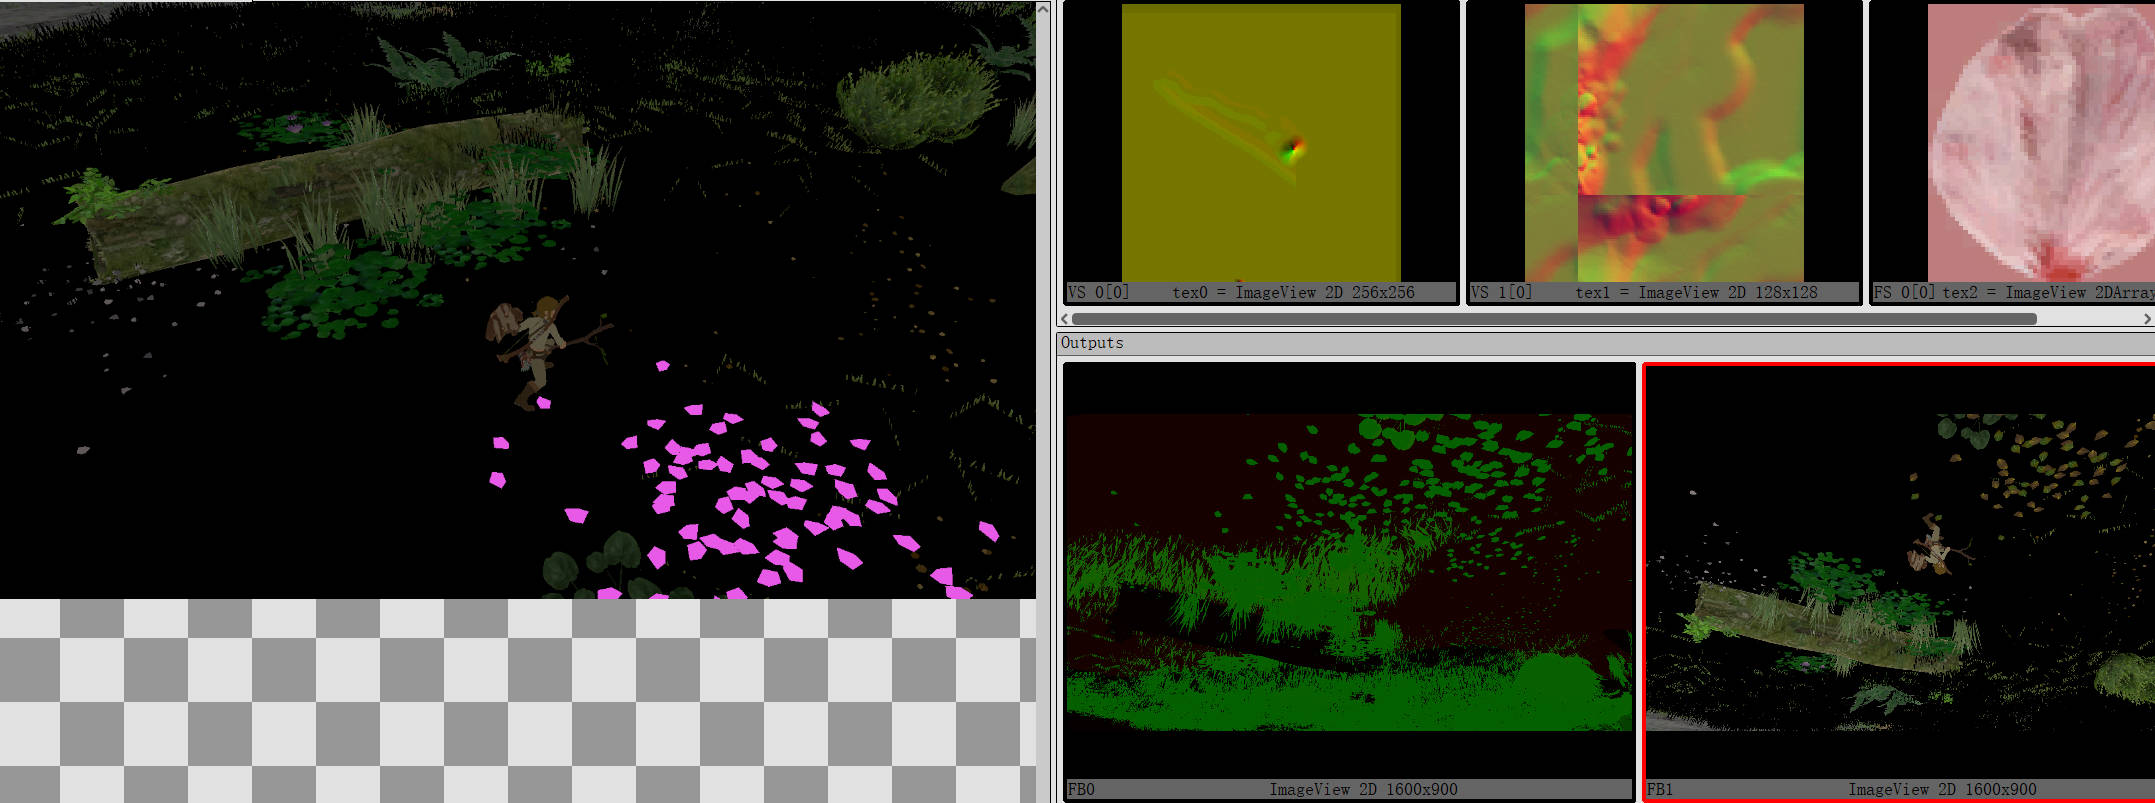 VS 0[0] tex0 = ImageView 2D 256x256
VS 1[0] tex1 = ImageView 2D 128x128
FS 0[0] tex2 = ImageView 2DArray
Outputs
FB0 ImageView 2D 1600x900
FB1 ImageView 2D 1600x900